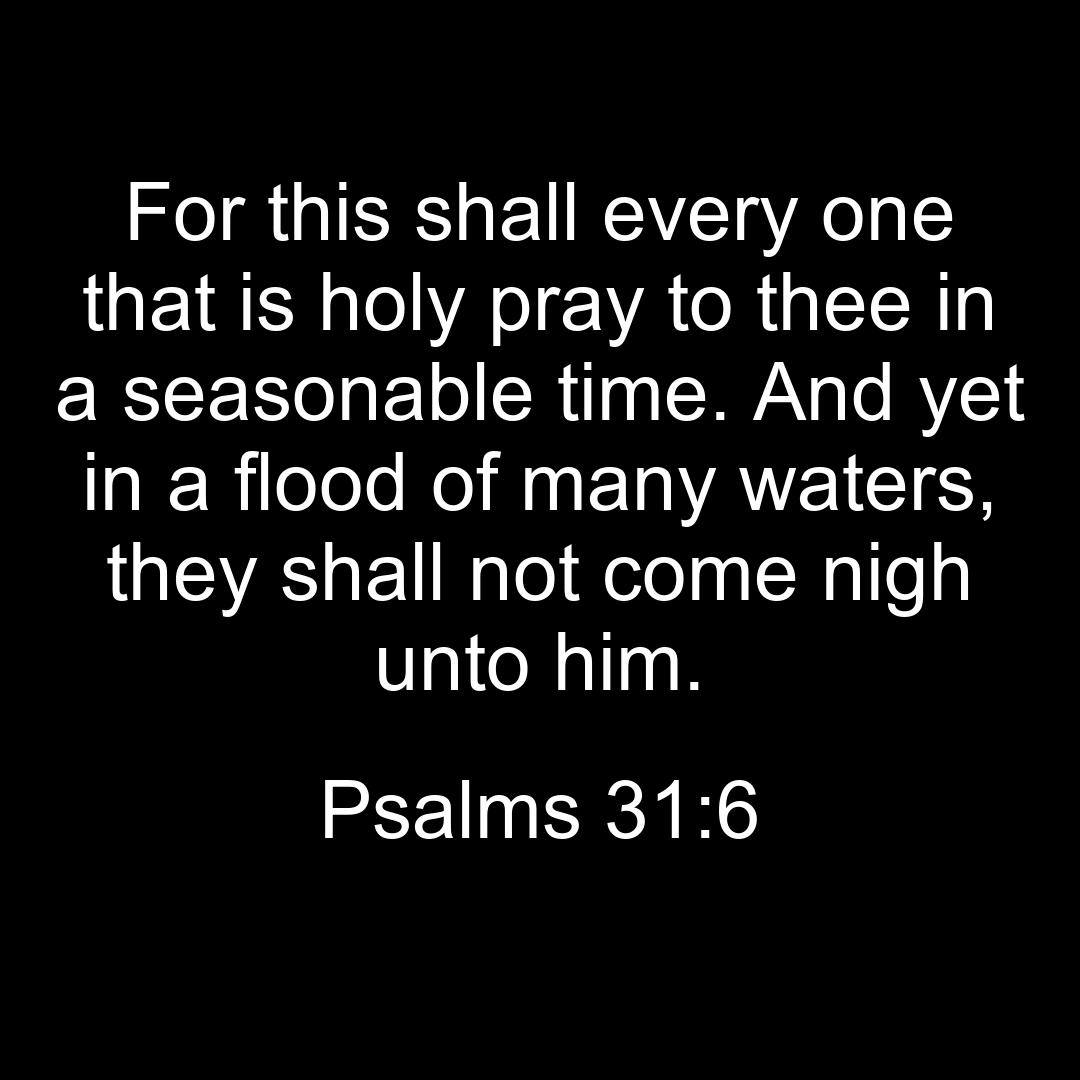 For this shall every one
that is holy pray to thee in
a seasonable time. And yet
in a flood of many waters,
they shall not come nigh
unto him.
Psalms 31:6